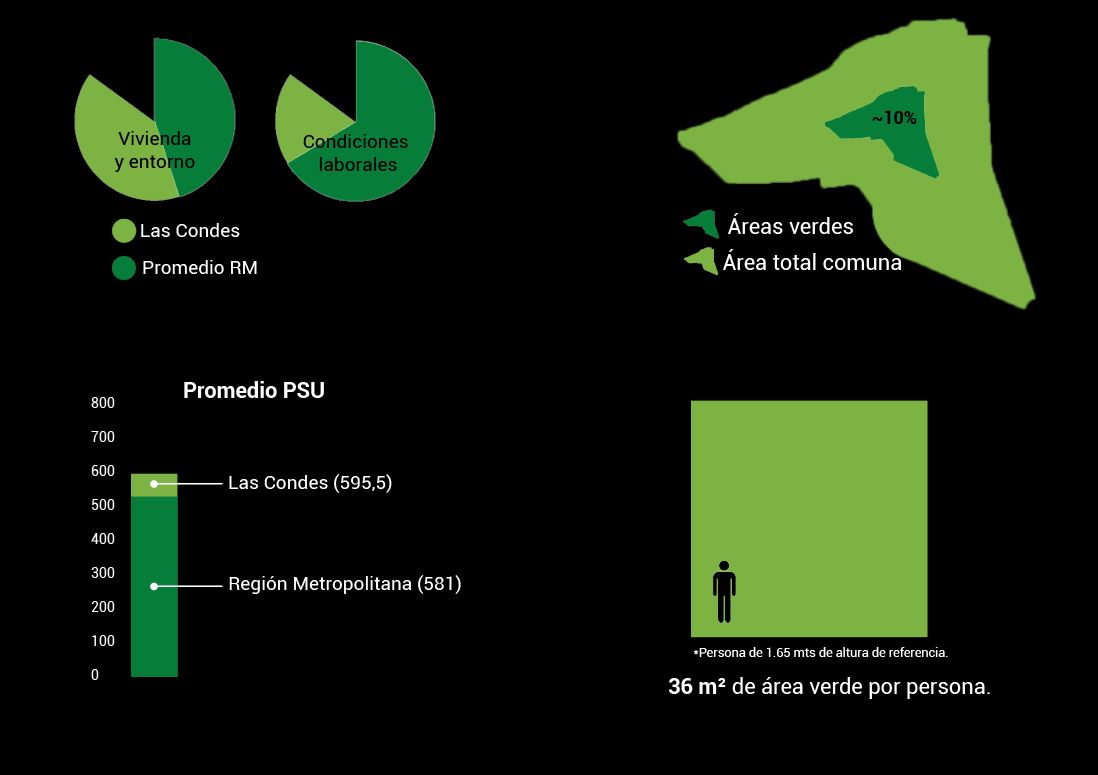 Vivienda
y entorno
Condiciones
laborales
Las Condes
Promedio RM
~10%
Áreas verdes
Área total comuna
Promedio PSU
800
700
600
500
400
300
200
100
0
Las Condes (595,5)
Región Metropolitana (581)
*Persona de 1.65 mts de altura de referencia.
36 m² de área verde por persona.